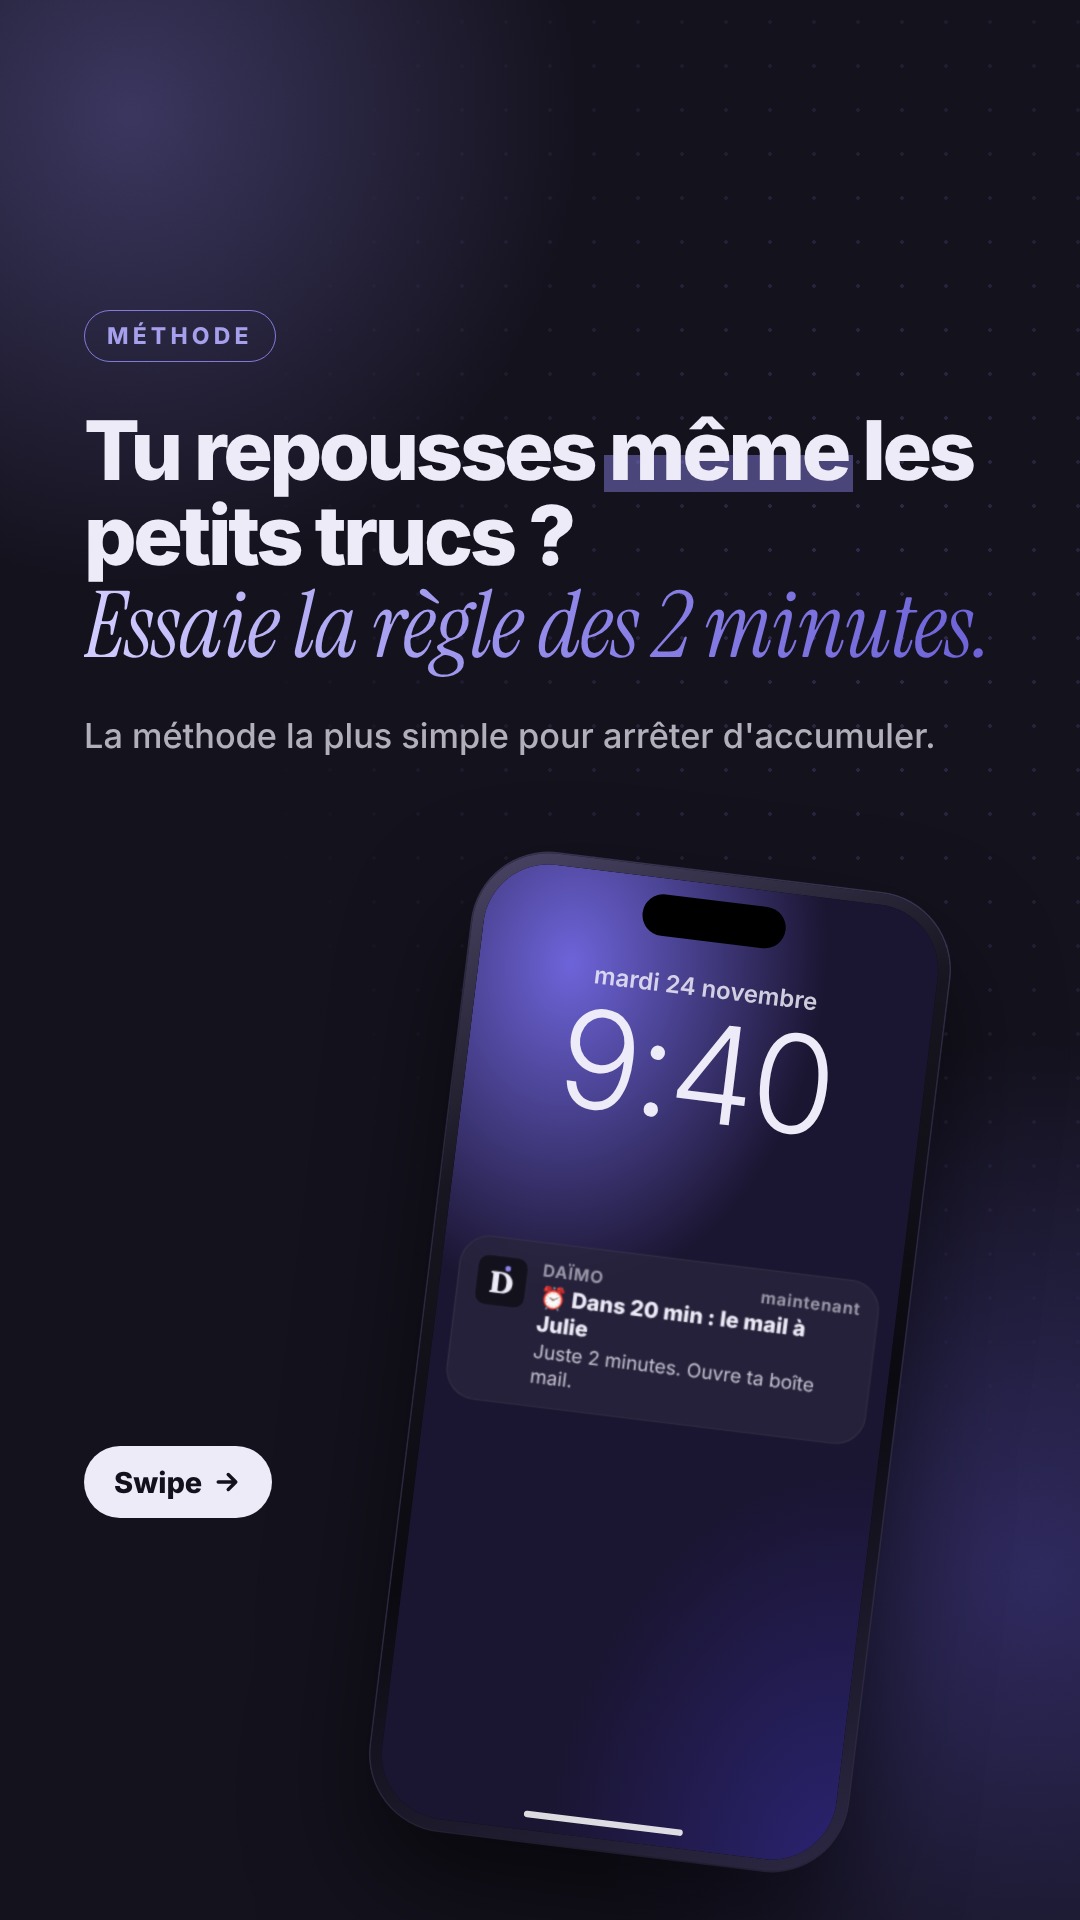 MÉTHODE
Tu repousses même les
petits trucs ?
Essaie la règle des 2 minutes.
La méthode la plus simple pour arrêter d'accumuler.
mardi 24 novembre
9:40
D
DAÏMO
maintenant
⏰ Dans 20 min : le mail à
Julie
Juste 2 minutes. Ouvre ta boîte
mail.
Swipe →